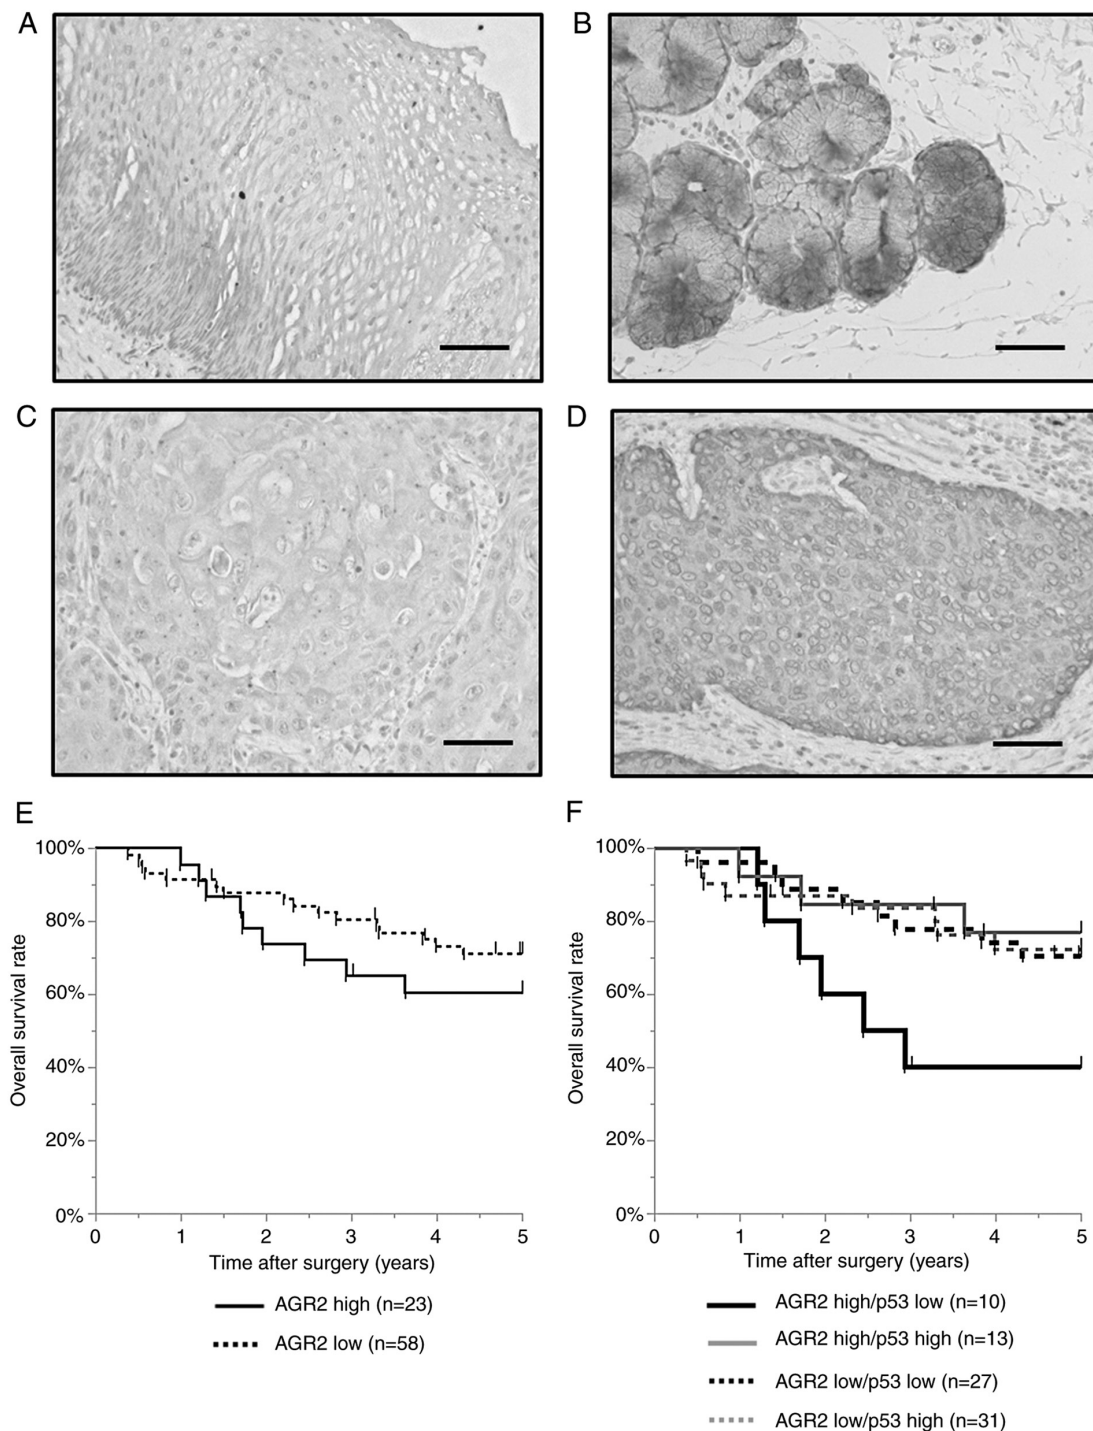 A
B
C
D
E
F
100%
80%
60%
40%
20%
0%
Overall survival rate
0 1 2 3 4 5
Time after surgery (years)
AGR2 high (n=23)
AGR2 low (n=58)
100%
80%
60%
40%
20%
0%
Overall survival rate
0 1 2 3 4 5
Time after surgery (years)
AGR2 high/p53 low (n=10)
AGR2 high/p53 high (n=13)
AGR2 low/p53 low (n=27)
AGR2 low/p53 high (n=31)